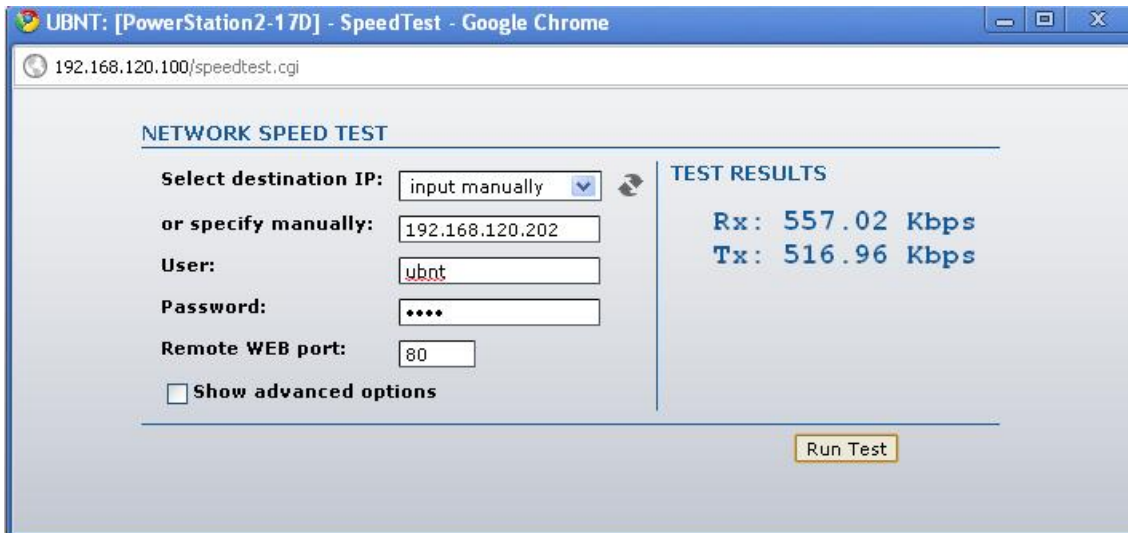 UBNT: [PowerStation2-17D] - SpeedTest - Google Chrome
192.168.120.100/speedtest.cgi
NETWORK SPEED TEST
Select destination IP: input manually
or specify manually: 192.168.120.202
User: ubnt
Password: ••••
Remote WEB port: 80
Show advanced options
TEST RESULTS
Rx: 557.02 Kbps
Tx: 516.96 Kbps
Run Test